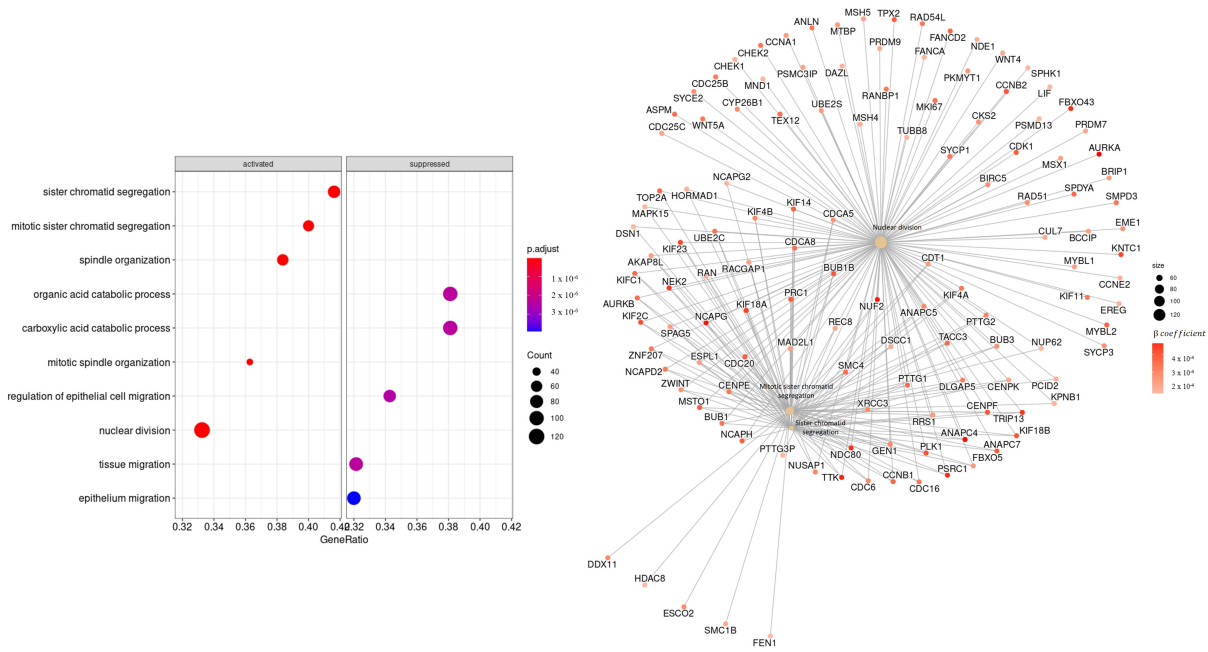 activated
suppressed
sister chromatid segregation
mitotic sister chromatid segregation
spindle organization
organic acid catabolic process
carboxylic acid catabolic process
mitotic spindle organization
regulation of epithelial cell migration
nuclear division
tissue migration
epithelium migration
0.32 0.34 0.36 0.38 0.40 0.42
0.32 0.34 0.36 0.38 0.40 0.42
GeneRatio
p.adjust
1 x 10⁻⁶
2 x 10⁻⁶
3 x 10⁻⁶
Count
40
60
80
100
120
MSH5
TPX2
RAD54L
ANLN
MTBP
FANCD2
CCNA1
PRDM9
NDE1
CHEK2
FANCA
WNT4
CHEK1
PSMC3IP
DAZL
SPHK1
CDC25B
MND1
PKMYT1
SYCE2
RANBP1
CCNB2
LIF
FBXO43
ASPM
CYP26B1
UBE2S
MKI67
WNT5A
TEX12
MSH4
CKS2
PSMD13
PRDM7
CDC25C
TUBB8
SYCP1
CDK1
AURKA
MSX1
NCAPG2
BIRC5
BRIP1
TOP2A
HORMAD1
KIF14
RAD51
SPDYA
SMPD3
MAPK15
KIF4B
CDCA5
Nuclear division
EME1
DSN1
UBE2C
CUL7
BCCIP
KIF23
CDCA8
KNTC1
AKAP8L
RAN
RACGAP1
BUB1B
CDT1
MYBL1
KIFC1
NEK2
CCNE2
AURKB
KIF18A
PRC1
NUF2
KIF4A
KIF11
EREG
KIF2C
NCAPG
REC8
ANAPC5
PTTG2
MYBL2
SPAG5
MAD2L1
DSCC1
TACC3
BUB3
NUP62
SYCP3
ZNF207
ESPL1
CDC20
SMC4
NCAPD2
ZWINT
CENPE
Mitotic sister chromatid
segregation
PTTG1
DLGAP5
CENPK
PCID2
MSTO1
XRCC3
CENPF
KPNB1
BUB1
Sister chromatid
segregation
RRS1
TRIP13
NCAPH
ANAPC4
KIF18B
PTTG3P
NDC80
GEN1
PLK1
ANAPC7
NUSAP1
FBXO5
TTK
CDC6
CCNB1
CDC16
PSRC1
DDX11
HDAC8
ESCO2
SMC1B
FEN1
size
60
80
100
120
β coefficient
4 x 10⁻⁴
3 x 10⁻⁴
2 x 10⁻⁴